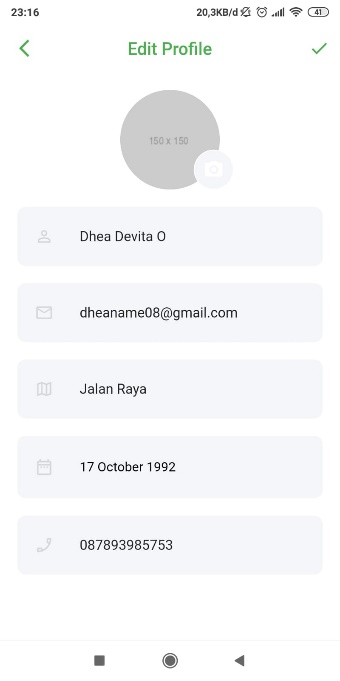 23:16
20,3KB/d
41
Edit Profile
150 x 150
Dhea Devita O
dheaname08@gmail.com
Jalan Raya
17 October 1992
087893985753